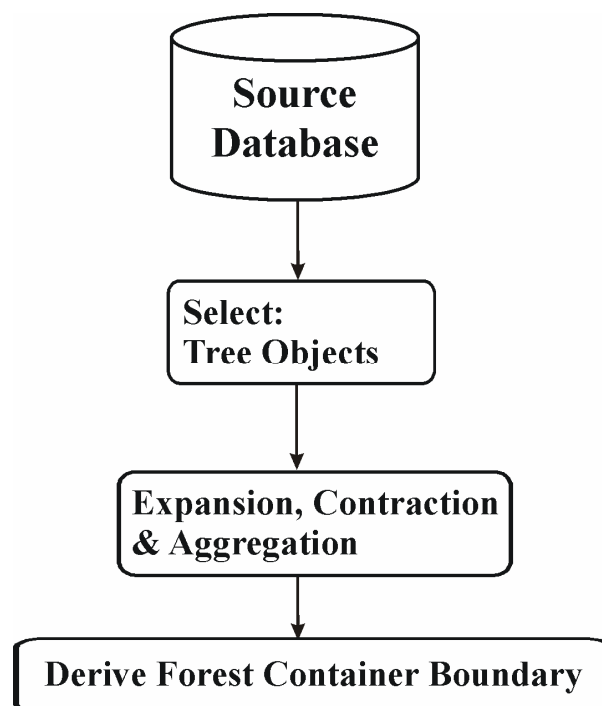 Source
Database
Select:
Tree Objects
Expansion, Contraction
& Aggregation
Derive Forest Container Boundary